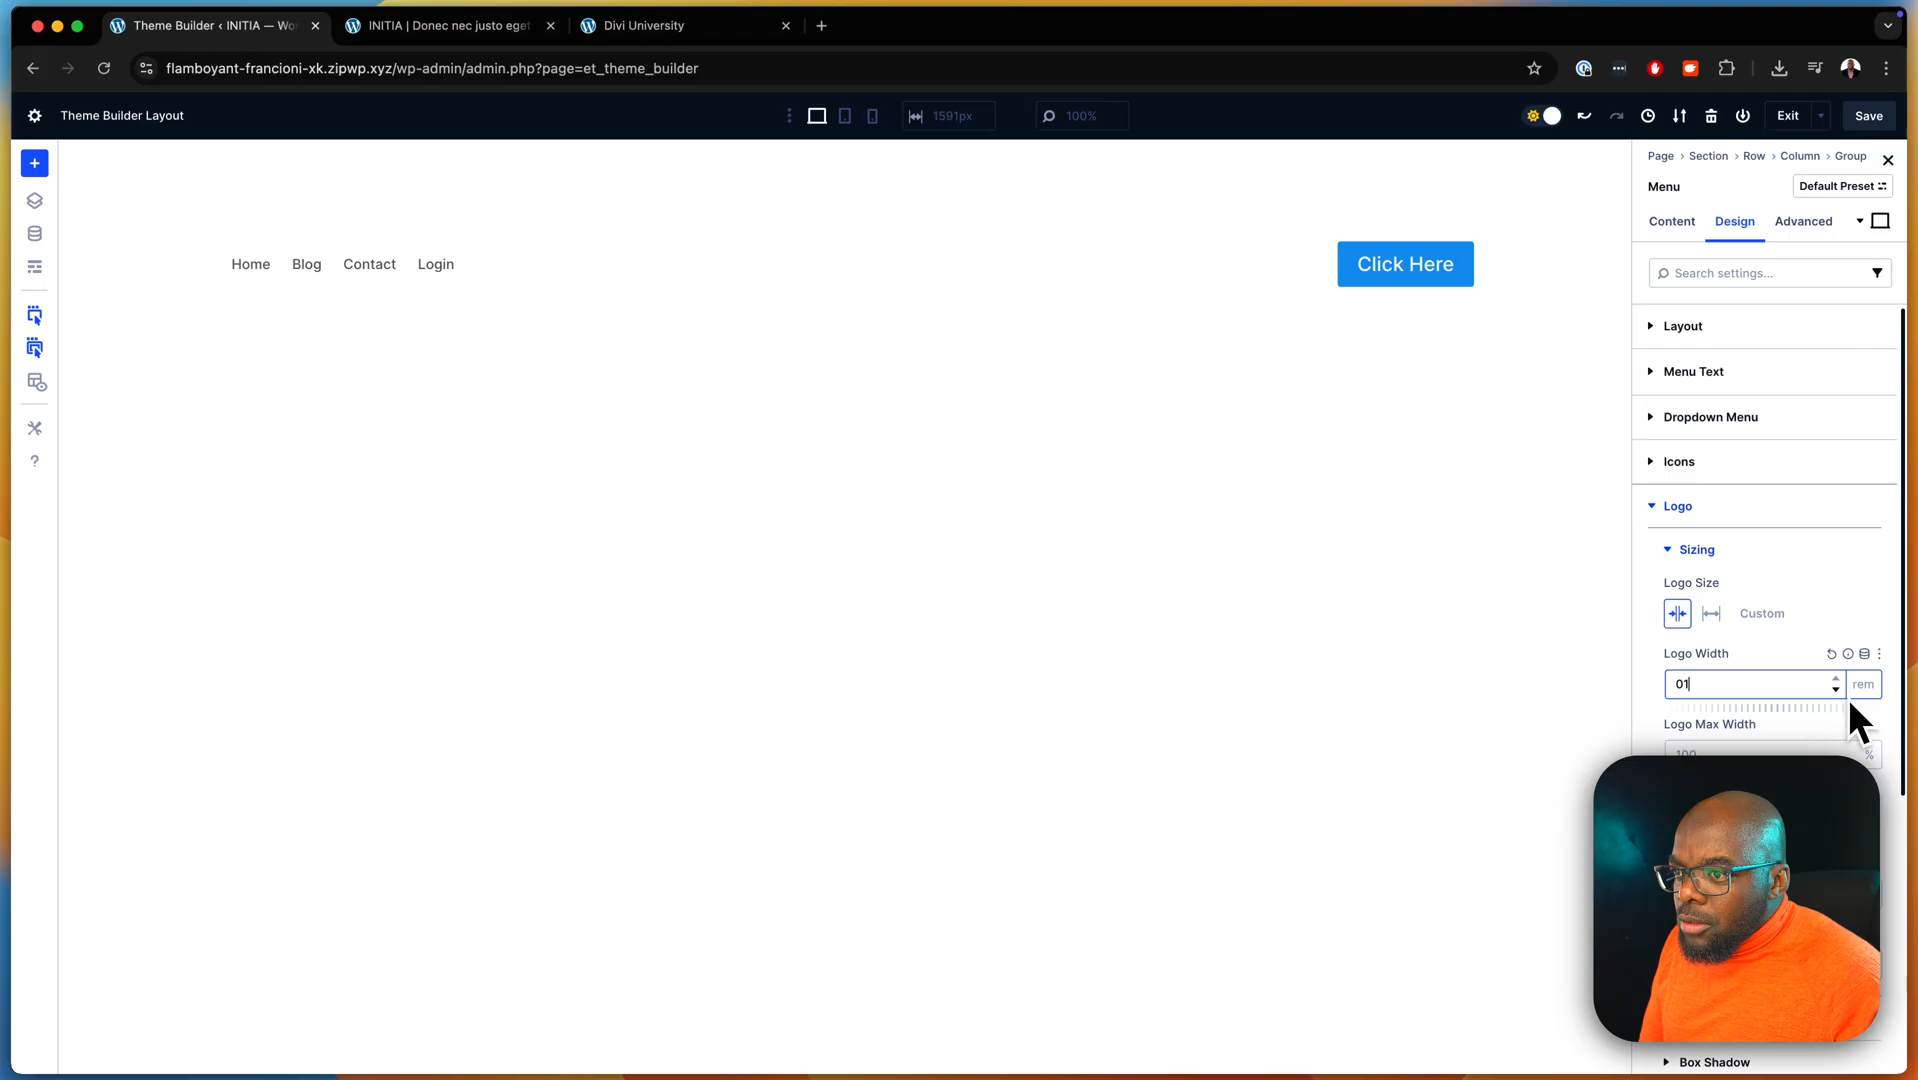 Theme Builder ‹ INITIA — Wo
INITIA | Donec nec justo eget
Divi University
flamboyant-francioni-xk.zipwp.xyz/wp-admin/admin.php?page=et_theme_builder
Theme Builder Layout
1591px
100%
Exit
Save
Page > Section > Row > Column > Group
Menu
Default Preset
Content
Design
Advanced
Home
Blog
Contact
Login
Click Here
Search settings...
Layout
Menu Text
Dropdown Menu
Icons
Logo
Sizing
Logo Size
Custom
Logo Width
01
rem
Logo Max Width
100
%
Box Shadow